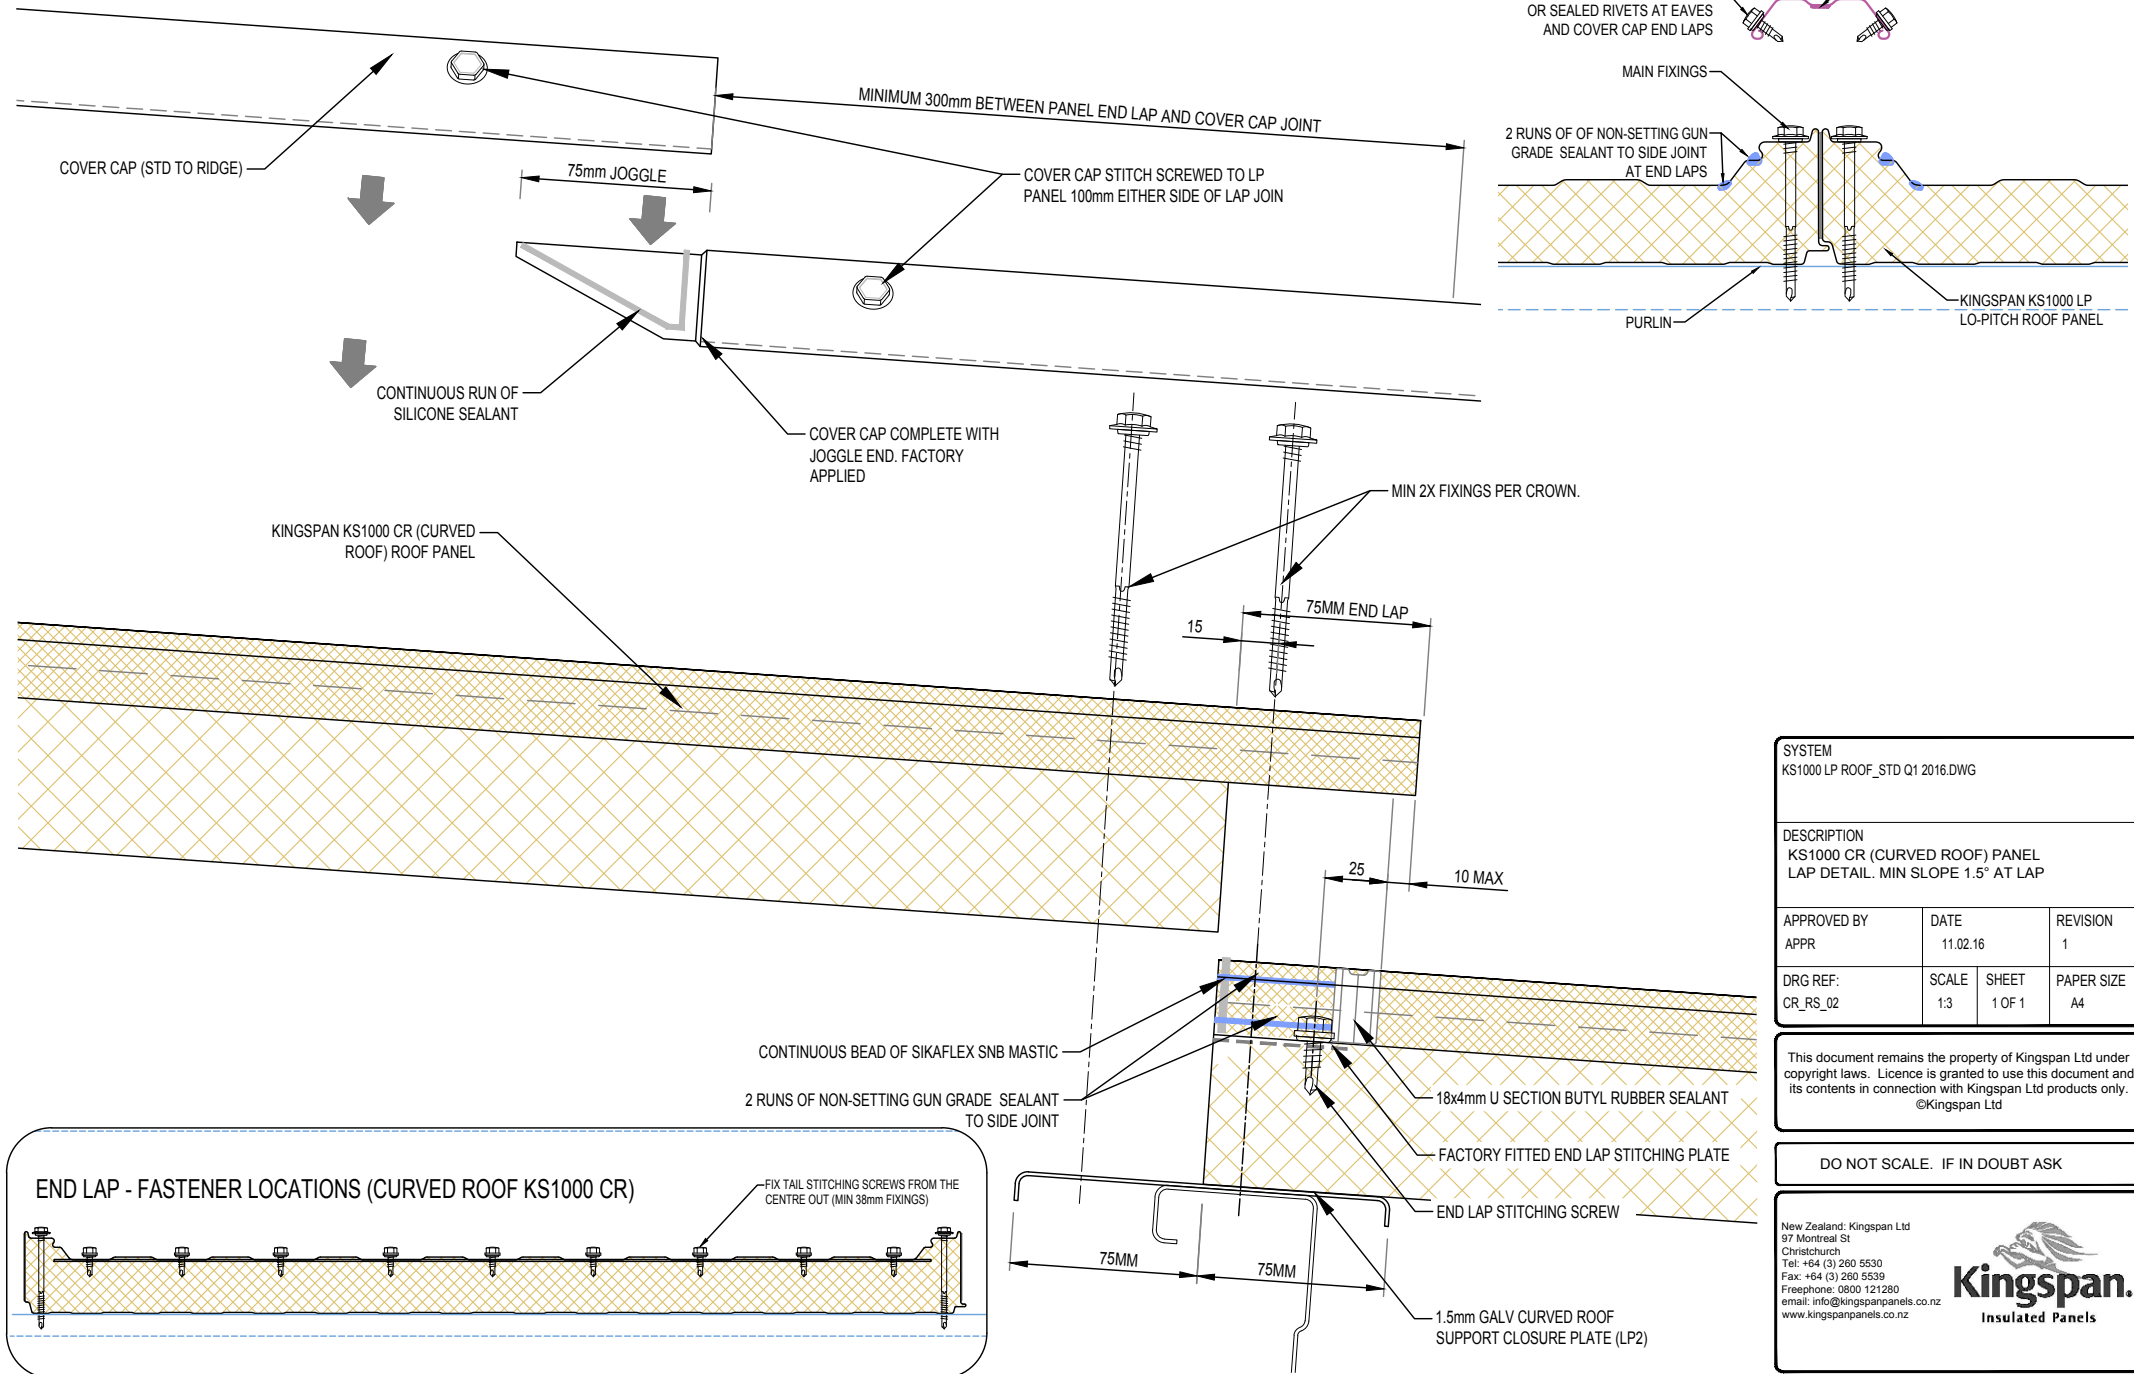 OR SEALED RIVETS AT EAVES
AND COVER CAP END LAPS
MAIN FIXINGS
2 RUNS OF OF NON-SETTING GUN
GRADE SEALANT TO SIDE JOINT
AT END LAPS
PURLIN
KINGSPAN KS1000 LP
LO-PITCH ROOF PANEL
MINIMUM 300mm BETWEEN PANEL END LAP AND COVER CAP JOINT
COVER CAP (STD TO RIDGE)
75mm JOGGLE
COVER CAP STITCH SCREWED TO LP
PANEL 100mm EITHER SIDE OF LAP JOIN
CONTINUOUS RUN OF
SILICONE SEALANT
COVER CAP COMPLETE WITH
JOGGLE END. FACTORY
APPLIED
MIN 2X FIXINGS PER CROWN.
KINGSPAN KS1000 CR (CURVED
ROOF) ROOF PANEL
75MM END LAP
15
25
10 MAX
CONTINUOUS BEAD OF SIKAFLEX SNB MASTIC
2 RUNS OF NON-SETTING GUN GRADE SEALANT
TO SIDE JOINT
18x4mm U SECTION BUTYL RUBBER SEALANT
FACTORY FITTED END LAP STITCHING PLATE
END LAP STITCHING SCREW
75MM
75MM
1.5mm GALV CURVED ROOF
SUPPORT CLOSURE PLATE (LP2)
END LAP - FASTENER LOCATIONS (CURVED ROOF KS1000 CR)
FIX TAIL STITCHING SCREWS FROM THE
CENTRE OUT (MIN 38mm FIXINGS)
SYSTEM
KS1000 LP ROOF_STD Q1 2016.DWG
DESCRIPTION
KS1000 CR (CURVED ROOF) PANEL
LAP DETAIL. MIN SLOPE 1.5° AT LAP
APPROVED BY
APPR
DATE
11.02.16
REVISION
1
DRG REF:
CR_RS_02
SCALE
1:3
SHEET
1 OF 1
PAPER SIZE
A4
This document remains the property of Kingspan Ltd under
copyright laws. Licence is granted to use this document and
its contents in connection with Kingspan Ltd products only.
©Kingspan Ltd
DO NOT SCALE. IF IN DOUBT ASK
New Zealand: Kingspan Ltd
97 Montreal St
Christchurch
Tel: +64 (3) 260 5530
Fax: +64 (3) 260 5539
Freephone: 0800 121280
email: info@kingspanpanels.co.nz
www.kingspanpanels.co.nz
Kingspan.
Insulated Panels